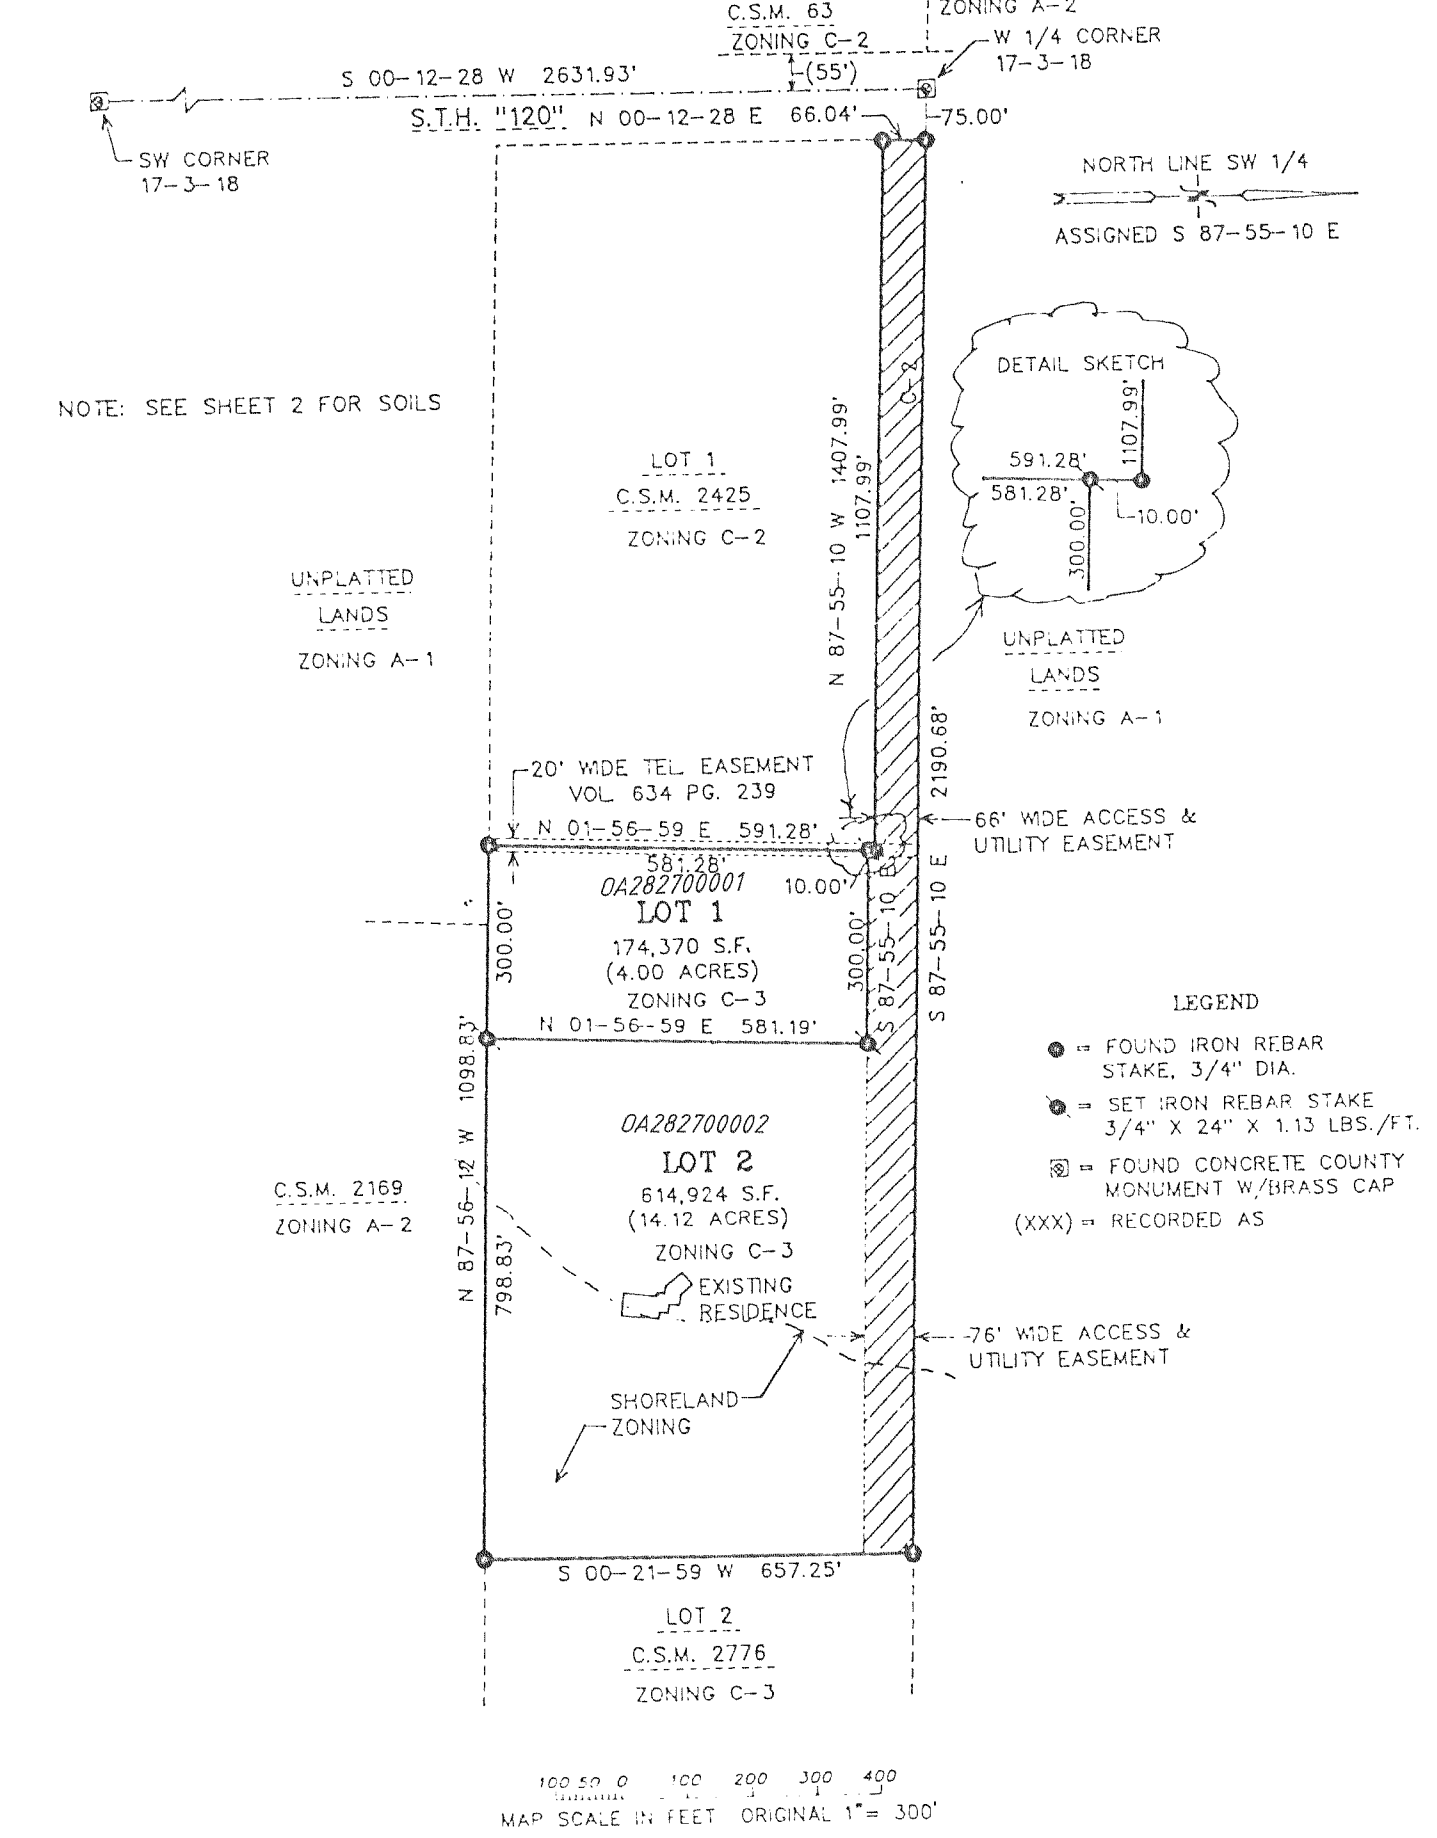 C.S.M. 63
ZONING C-2
ZONING A-2
W 1/4 CORNER
17-3-18
S 00-12-28 W 2631.93'
(55')
S.T.H. "120" N 00-12-28 E 66.04'
75.00'
SW CORNER
17-3-18
NORTH LINE SW 1/4
ASSIGNED S 87-55-10 E
NOTE: SEE SHEET 2 FOR SOILS
C-2
DETAIL SKETCH
591.28'
581.28'
1107.99'
300.00'
10.00'
LOT 1
C.S.M. 2425
ZONING C-2
N 87-55-10 W 1407.99'
1107.99'
UNPLATTED
LANDS
ZONING A-1
UNPLATTED
LANDS
ZONING A-1
S 87-55-10 E 2190.68'
20' WIDE TEL. EASEMENT
VOL 634 PG. 239
N 01-56-59 E 591.28'
581.28'
66' WIDE ACCESS &
UTILITY EASEMENT
0A282700001
10.00'
LOT 1
174,370 S.F.
(4.00 ACRES)
ZONING C-3
300.00'
300.00'
S 87-55-10 E
N 01-56-59 E 581.19'
N 87-56-12 W 1098.83'
798.83'
LEGEND
= FOUND IRON REBAR
STAKE, 3/4" DIA.
= SET IRON REBAR STAKE
3/4" X 24" X 1.13 LBS./FT.
= FOUND CONCRETE COUNTY
MONUMENT W/BRASS CAP
(XXX) = RECORDED AS
0A282700002
LOT 2
614,924 S.F.
(14.12 ACRES)
ZONING C-3
C.S.M. 2169
ZONING A-2
EXISTING
RESIDENCE
76' WIDE ACCESS &
UTILITY EASEMENT
SHORELAND
ZONING
S 00-21-59 W 657.25'
LOT 2
C.S.M. 2776
ZONING C-3
100 50 0 100 200 300 400
MAP SCALE IN FEET ORIGINAL 1"= 300'